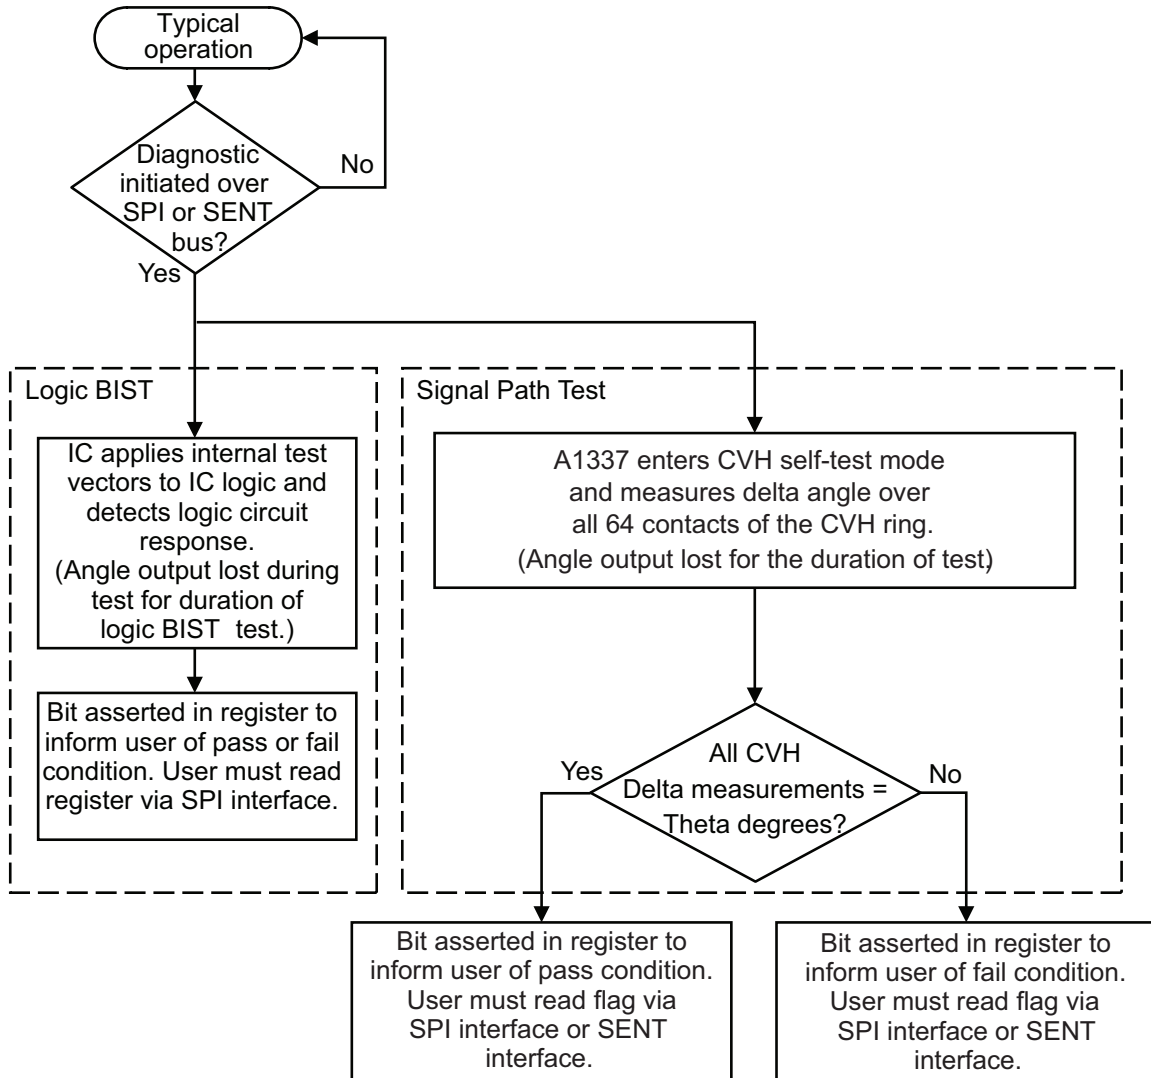 Typical
operation
Diagnostic
initiated over
SPI or SENT
bus?
No
Yes
Logic BIST
IC applies internal test
vectors to IC logic and
detects logic circuit
response.
(Angle output lost during
test for duration of
logic BIST test.)
Bit asserted in register to
inform user of pass or fail
condition. User must read
register via SPI interface.
Signal Path Test
A1337 enters CVH self-test mode
and measures delta angle over
all 64 contacts of the CVH ring.
(Angle output lost for the duration of test)
All CVH
Delta measurements =
Theta degrees?
Yes
No
Bit asserted in register to
inform user of pass condition.
User must read flag via
SPI interface or SENT
interface.
Bit asserted in register to
inform user of fail condition.
User must read flag via
SPI interface or SENT
interface.